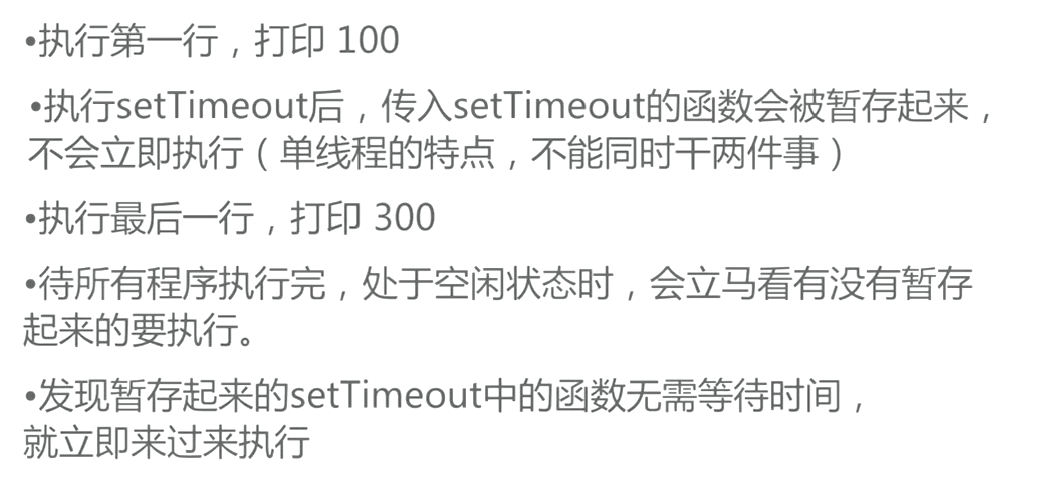 •执行第一行，打印 100
•执行setTimeout后，传入setTimeout的函数会被暂存起来，
不会立即执行（单线程的特点，不能同时干两件事）
•执行最后一行，打印 300
•待所有程序执行完，处于空闲状态时，会立马看有没有暂存
起来的要执行。
•发现暂存起来的setTimeout中的函数无需等待时间，
就立即来过来执行